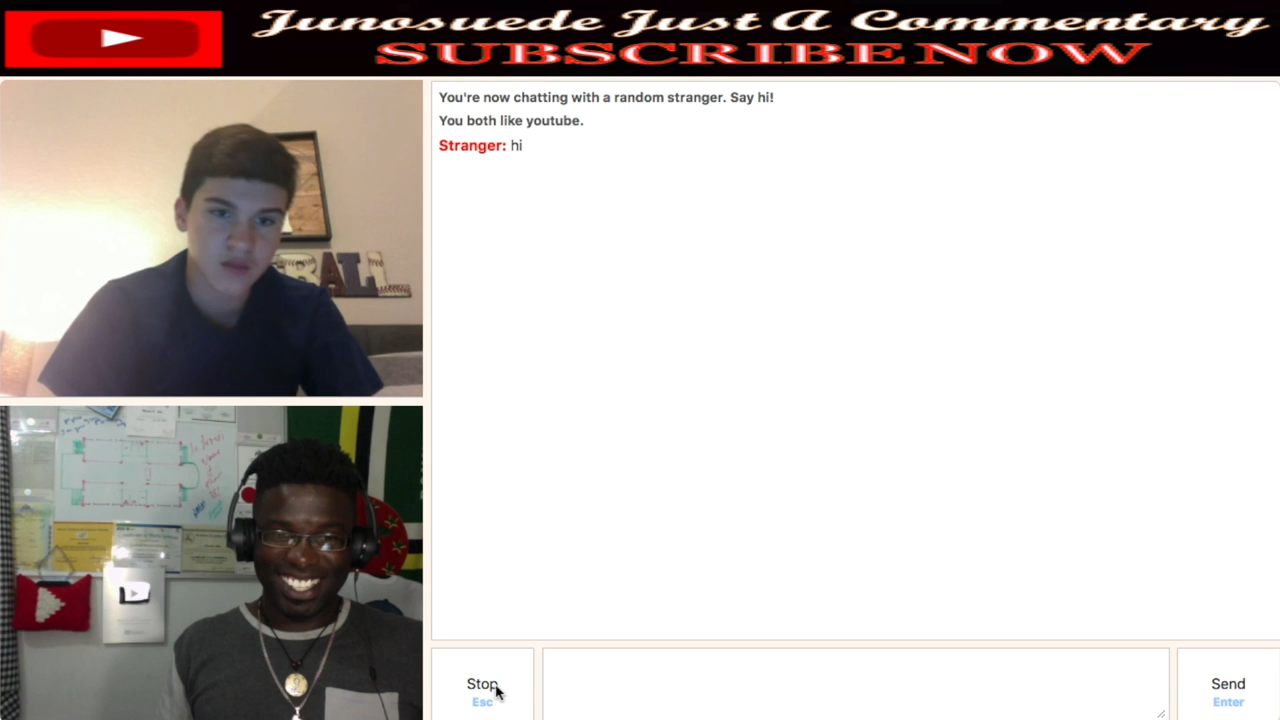 Junosuede Just A Commentary
SUBSCRIBE NOW
You're now chatting with a random stranger. Say hi!
You both like youtube.
Stranger: hi
BALL
Stop
Esc
Send
Enter